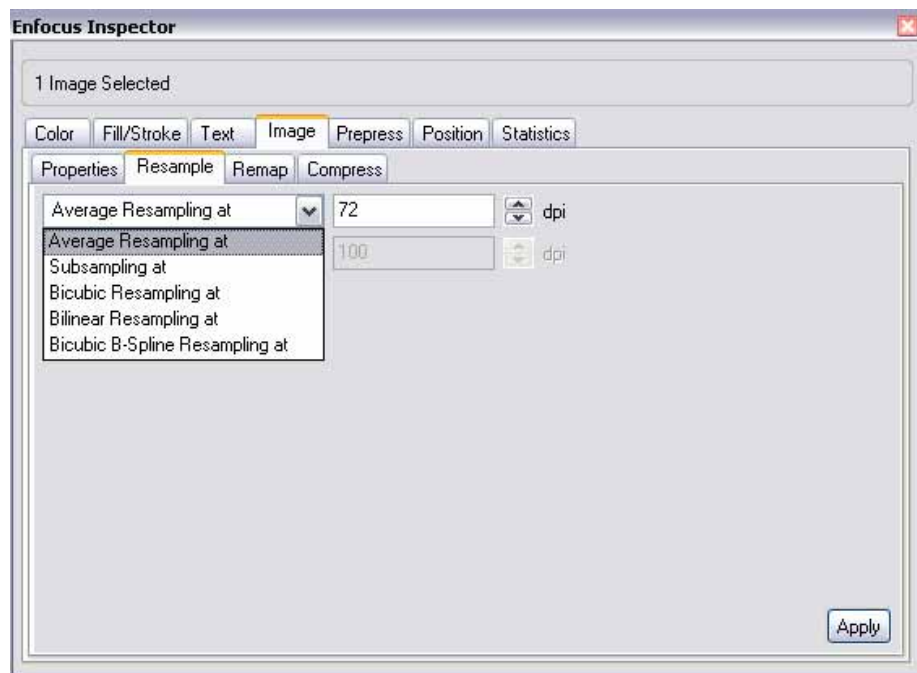 Enfocus Inspector
1 Image Selected
Color Fill/Stroke Text Image Prepress Position Statistics
Properties Resample Remap Compress
Average Resampling at 72 dpi
Average Resampling at 100 dpi
Subsampling at
Bicubic Resampling at
Bilinear Resampling at
Bicubic B-Spline Resampling at
Apply